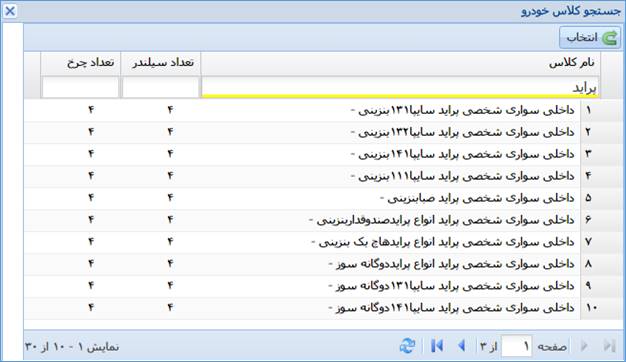 جستجو کلاس خودرو
انتخاب
نام کلاس تعداد سیلندر تعداد چرخ
پراید
۱ داخلی سواری شخصی پراید سایپا۱۳۱بنزینی - ۴ ۴
۲ داخلی سواری شخصی پراید سایپا۱۳۲بنزینی - ۴ ۴
۳ داخلی سواری شخصی پراید سایپا۱۴۱بنزینی - ۴ ۴
۴ داخلی سواری شخصی پراید سایپا۱۱۱بنزینی - ۴ ۴
۵ داخلی سواری شخصی پراید صبابنزینی - ۴ ۴
۶ داخلی سواری شخصی پراید انواع پرایدصندوقداربنزینی - ۴ ۴
۷ داخلی سواری شخصی پراید انواع پرایدهاچ بک بنزینی - ۴ ۴
۸ داخلی سواری شخصی پراید انواع پرایددوگانه سوز - ۴ ۴
۹ داخلی سواری شخصی پراید سایپا۱۳۱دوگانه سوز - ۴ ۴
۱۰ داخلی سواری شخصی پراید سایپا۱۴۱دوگانه سوز - ۴ ۴
صفحه ۱ از ۳ نمایش ۱ - ۱۰ از ۳۰